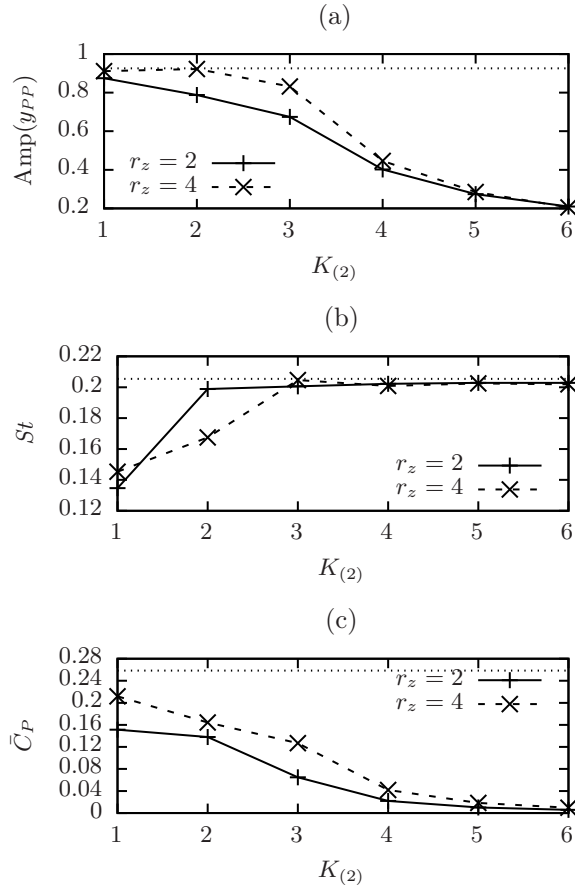 (a)
Amp(y_{PP})
1
0.8
0.6
0.4
0.2
r_z = 2
r_z = 4
1 2 3 4 5 6
K_{(2)}
(b)
St
0.22
0.2
0.18
0.16
0.14
0.12
r_z = 2
r_z = 4
1 2 3 4 5 6
K_{(2)}
(c)
C̄_P
0.28
0.24
0.2
0.16
0.12
0.08
0.04
0
r_z = 2
r_z = 4
1 2 3 4 5 6
K_{(2)}